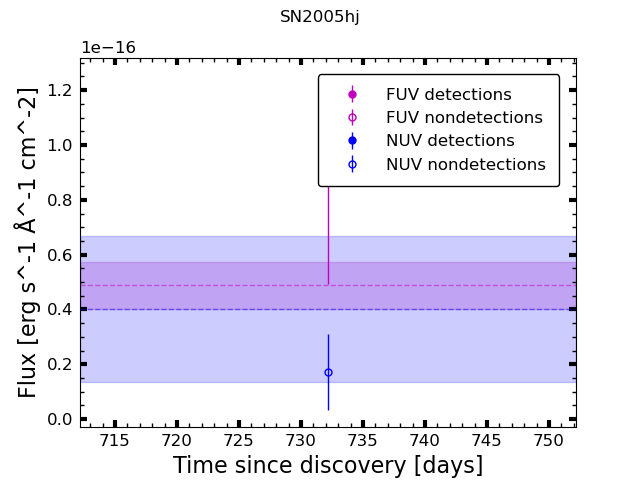 SN2005hj
1e−16
FUV detections
FUV nondetections
NUV detections
NUV nondetections
Flux [erg s^-1 Å^-1 cm^-2]
1.2
1.0
0.8
0.6
0.4
0.2
0.0
715 720 725 730 735 740 745 750
Time since discovery [days]